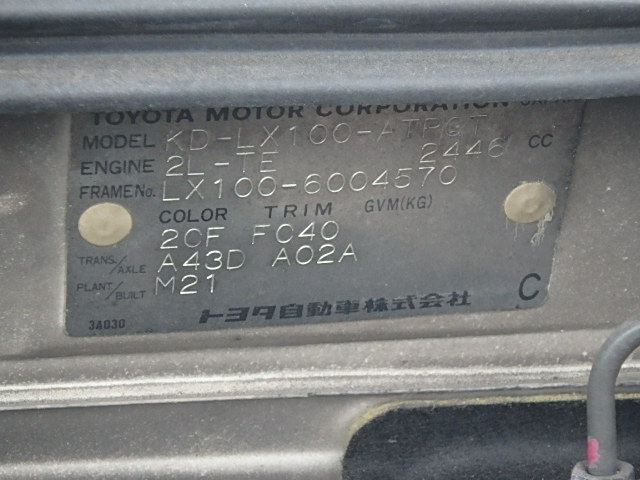 TOYOTA MOTOR CORPORATION JAPAN
MODEL KD-LX100-ATPGT
ENGINE 2L-TE 2446 CC
FRAME No. LX100-6004570
COLOR TRIM GVM(KG)
2CF FC40
TRANS./AXLE A43D A02A
PLANT/BUILT M21
トヨタ自動車株式会社 C
3A030